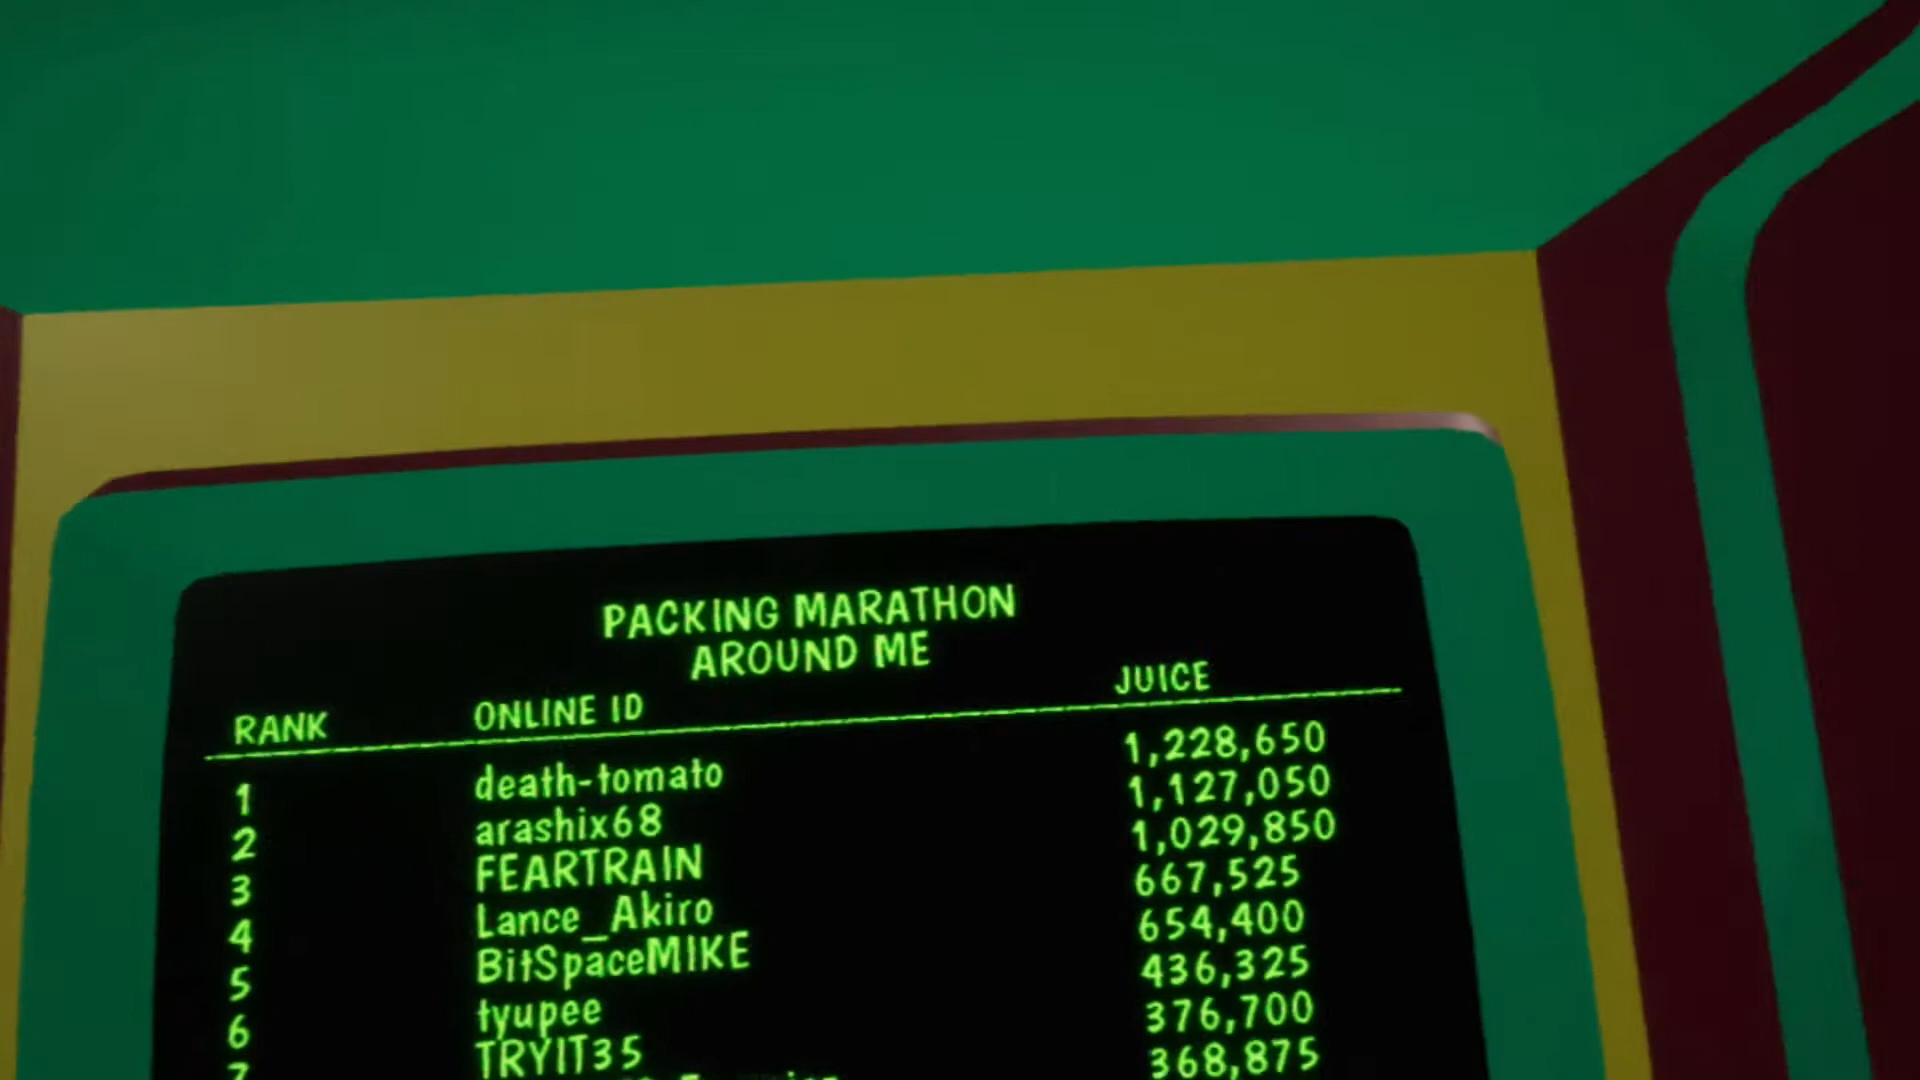 PACKING MARATHON
AROUND ME
RANK ONLINE ID JUICE
1 death-tomato 1,228,650
2 arashix68 1,127,050
3 FEARTRAIN 1,029,850
4 Lance_Akiro 667,525
5 BitSpaceMIKE 654,400
6 tyupee 436,325
7 TRYIT35 376,700
368,875